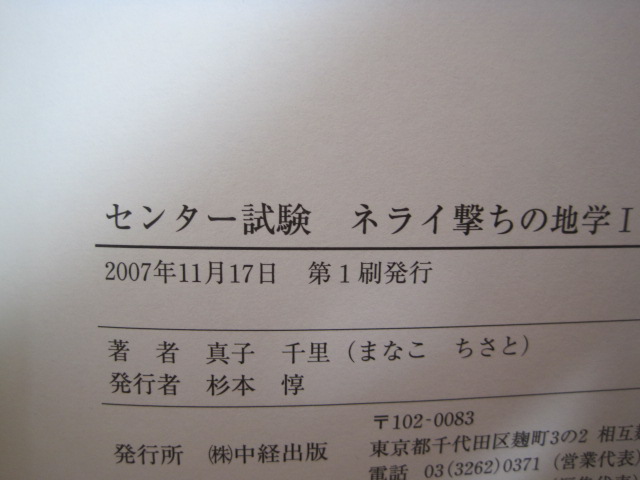 センター試験　ネライ撃ちの地学Ⅰ
2007年11月17日　第1刷発行
著　者　真子　千里（まなこ　ちさと）
発行者　杉本　惇
〒102-0083
発行所　㈱中経出版　東京都千代田区麹町3の2 相互
電話 03(3262)0371（営業代表）